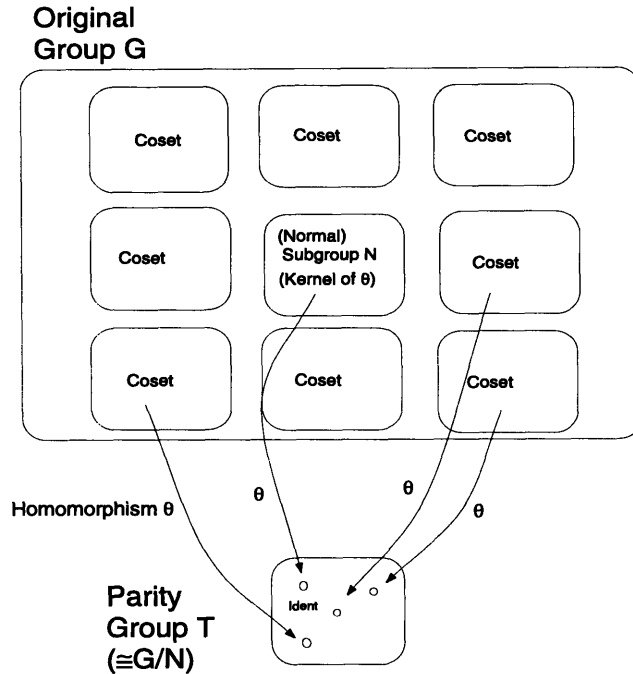 Original
Group G
Coset
Coset
Coset
Coset
(Normal)
Subgroup N
(Kernel of θ)
Coset
Coset
Coset
Coset
Homomorphism θ
θ
θ
θ
Ident
Parity
Group T
(≅G/N)